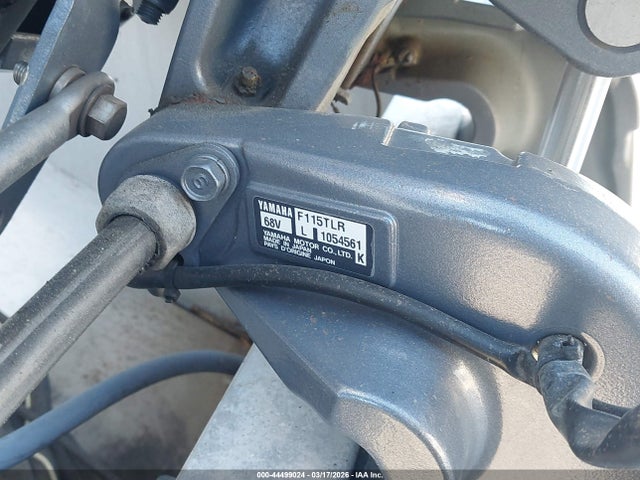 YAMAHA F115TLR
68V L 1054561
YAMAHA MOTOR CO.,LTD.
MADE IN JAPAN
PAYS D'ORIGINE JAPON K
000-44499024 | 03/17/2026 | IAA, Inc.